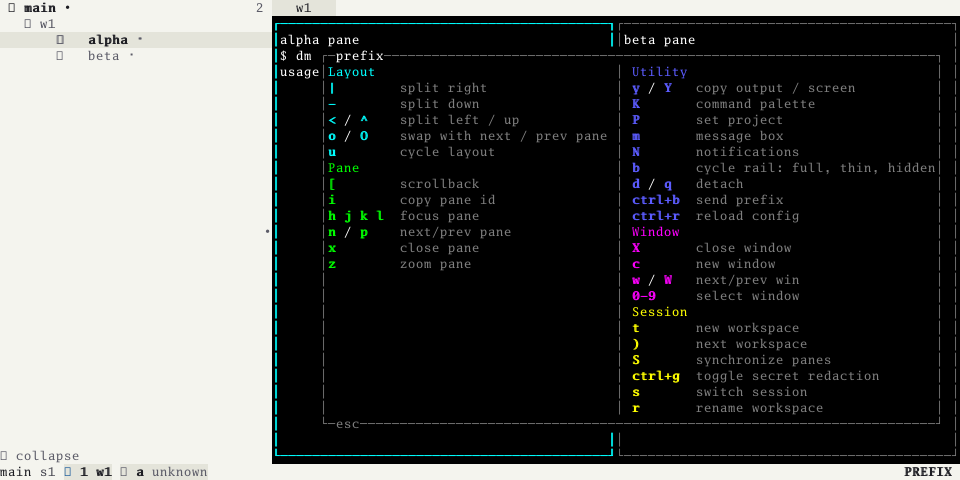 main • 2 w1
w1
alpha * alpha pane beta pane
beta * $ dm prefix
usage Layout Utility
| split right y / Y copy output / screen
— split down K command palette
< / ^ split left / up P set project
o / O swap with next / prev pane m message box
u cycle layout N notifications
Pane b cycle rail: full, thin, hidden
[ scrollback d / q detach
i copy pane id ctrl+b send prefix
h j k l focus pane ctrl+r reload config
• n / p next/prev pane Window
x close pane X close window
z zoom pane c new window
w / W next/prev win
0—9 select window
Session
t new workspace
) next workspace
S synchronize panes
ctrl+g toggle secret redaction
s switch session
r rename workspace
esc
collapse
main s1 1 w1 a unknown PREFIX